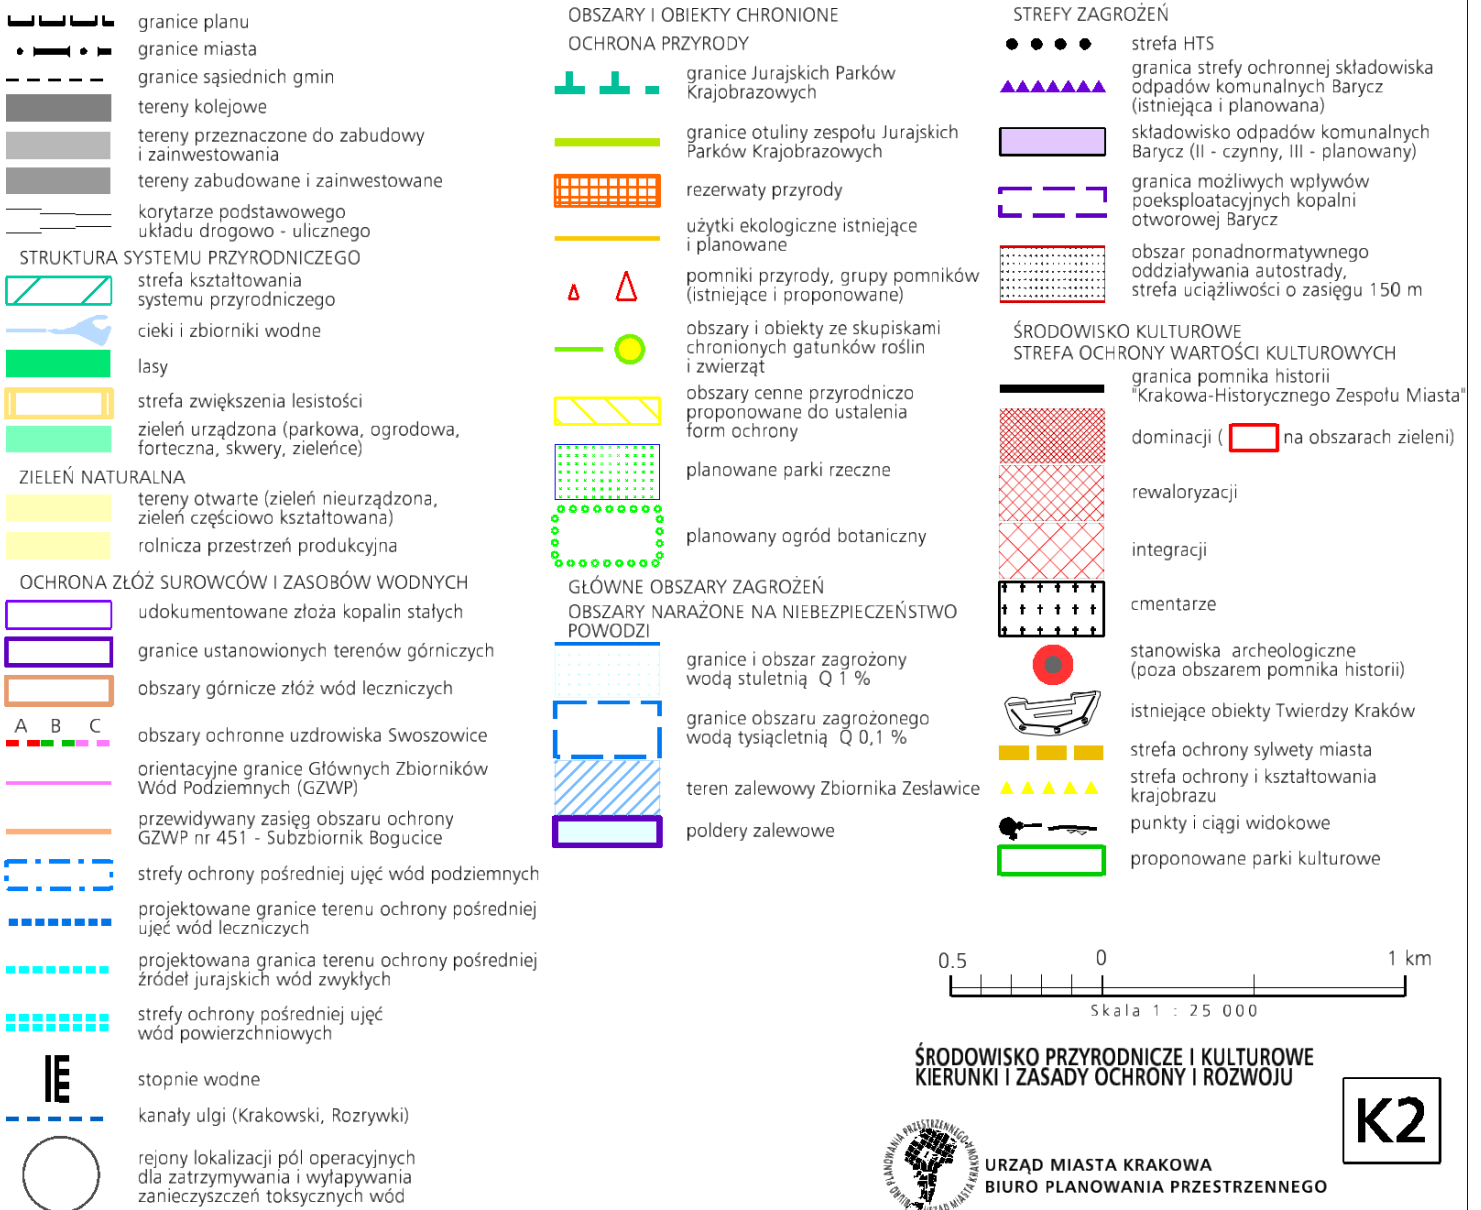 granice planu
granice miasta
granice sąsiednich gmin
tereny kolejowe
tereny przeznaczone do zabudowy
i zainwestowania
tereny zabudowane i zainwestowane
korytarze podstawowego
układu drogowo - ulicznego
STRUKTURA SYSTEMU PRZYRODNICZEGO
strefa kształtowania
systemu przyrodniczego
cieki i zbiorniki wodne
lasy
strefa zwiększenia lesistości
zieleń urządzona (parkowa, ogrodowa,
forteczna, skwery, zieleńce)
ZIELEŃ NATURALNA
tereny otwarte (zieleń nieurządzona,
zieleń częściowo kształtowana)
rolnicza przestrzeń produkcyjna
OCHRONA ZŁÓŻ SUROWCÓW I ZASOBÓW WODNYCH
udokumentowane złoża kopalin stałych
granice ustanowionych terenów górniczych
obszary górnicze złóż wód leczniczych
A B C
obszary ochronne uzdrowiska Swoszowice
orientacyjne granice Głównych Zbiorników
Wód Podziemnych (GZWP)
przewidywany zasięg obszaru ochrony
GZWP nr 451 - Subzbiornik Bogucice
strefy ochrony pośredniej ujęć wód podziemnych
projektowane granice terenu ochrony pośredniej
ujęć wód leczniczych
projektowana granica terenu ochrony pośredniej
źródeł jurajskich wód zwykłych
strefy ochrony pośredniej ujęć
wód powierzchniowych
stopnie wodne
kanały ulgi (Krakowski, Rozrywki)
rejony lokalizacji pól operacyjnych
dla zatrzymywania i wyłapywania
zanieczyszczeń toksycznych wód
OBSZARY I OBIEKTY CHRONIONE
OCHRONA PRZYRODY
granice Jurajskich Parków
Krajobrazowych
granice otuliny zespołu Jurajskich
Parków Krajobrazowych
rezerwaty przyrody
użytki ekologiczne istniejące
i planowane
pomniki przyrody, grupy pomników
(istniejące i proponowane)
obszary i obiekty ze skupiskami
chronionych gatunków roślin
i zwierząt
obszary cenne przyrodniczo
proponowane do ustalenia
form ochrony
planowane parki rzeczne
planowany ogród botaniczny
GŁÓWNE OBSZARY ZAGROŻEŃ
OBSZARY NARAŻONE NA NIEBEZPIECZEŃSTWO
POWODZI
granice i obszar zagrożony
wodą stuletnią Q 1 %
granice obszaru zagrożonego
wodą tysiącletnią Q 0,1 %
teren zalewowy Zbiornika Zesławice
poldery zalewowe
STREFY ZAGROŻEŃ
strefa HTS
granica strefy ochronnej składowiska
odpadów komunalnych Barycz
(istniejąca i planowana)
składowisko odpadów komunalnych
Barycz (II - czynny, III - planowany)
granica możliwych wpływów
poeksploatacyjnych kopalni
otworowej Barycz
obszar ponadnormatywnego
oddziaływania autostrady,
strefa uciążliwości o zasięgu 150 m
ŚRODOWISKO KULTUROWE
STREFA OCHRONY WARTOŚCI KULTUROWYCH
granica pomnika historii
"Krakowa-Historycznego Zespołu Miasta"
dominacji ( na obszarach zieleni)
rewaloryzacji
integracji
cmentarze
stanowiska archeologiczne
(poza obszarem pomnika historii)
istniejące obiekty Twierdzy Kraków
strefa ochrony sylwety miasta
strefa ochrony i kształtowania
krajobrazu
punkty i ciągi widokowe
proponowane parki kulturowe
0.5 0 1 km
Skala 1 : 25 000
ŚRODOWISKO PRZYRODNICZE I KULTUROWE
KIERUNKI I ZASADY OCHRONY I ROZWOJU
K2
BIURO PLANOWANIA PRZESTRZENNEGO
URZĄD MIASTA KRAKOWA
URZĄD MIASTA KRAKOWA
BIURO PLANOWANIA PRZESTRZENNEGO